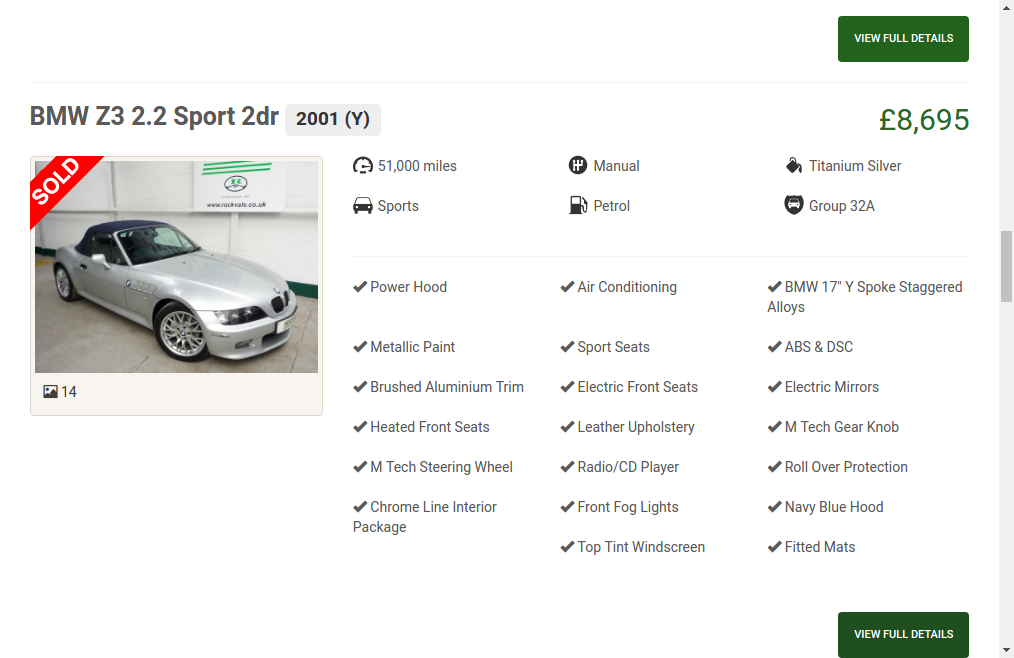 VIEW FULL DETAILS
BMW Z3 2.2 Sport 2dr 2001 (Y)
£8,695
SOLD
www.rockvale.co.uk
14
51,000 miles
Manual
Titanium Silver
Sports
Petrol
Group 32A
Power Hood
Air Conditioning
BMW 17" Y Spoke Staggered
Alloys
Metallic Paint
Sport Seats
ABS & DSC
Brushed Aluminium Trim
Electric Front Seats
Electric Mirrors
Heated Front Seats
Leather Upholstery
M Tech Gear Knob
M Tech Steering Wheel
Radio/CD Player
Roll Over Protection
Chrome Line Interior
Package
Front Fog Lights
Navy Blue Hood
Top Tint Windscreen
Fitted Mats
VIEW FULL DETAILS